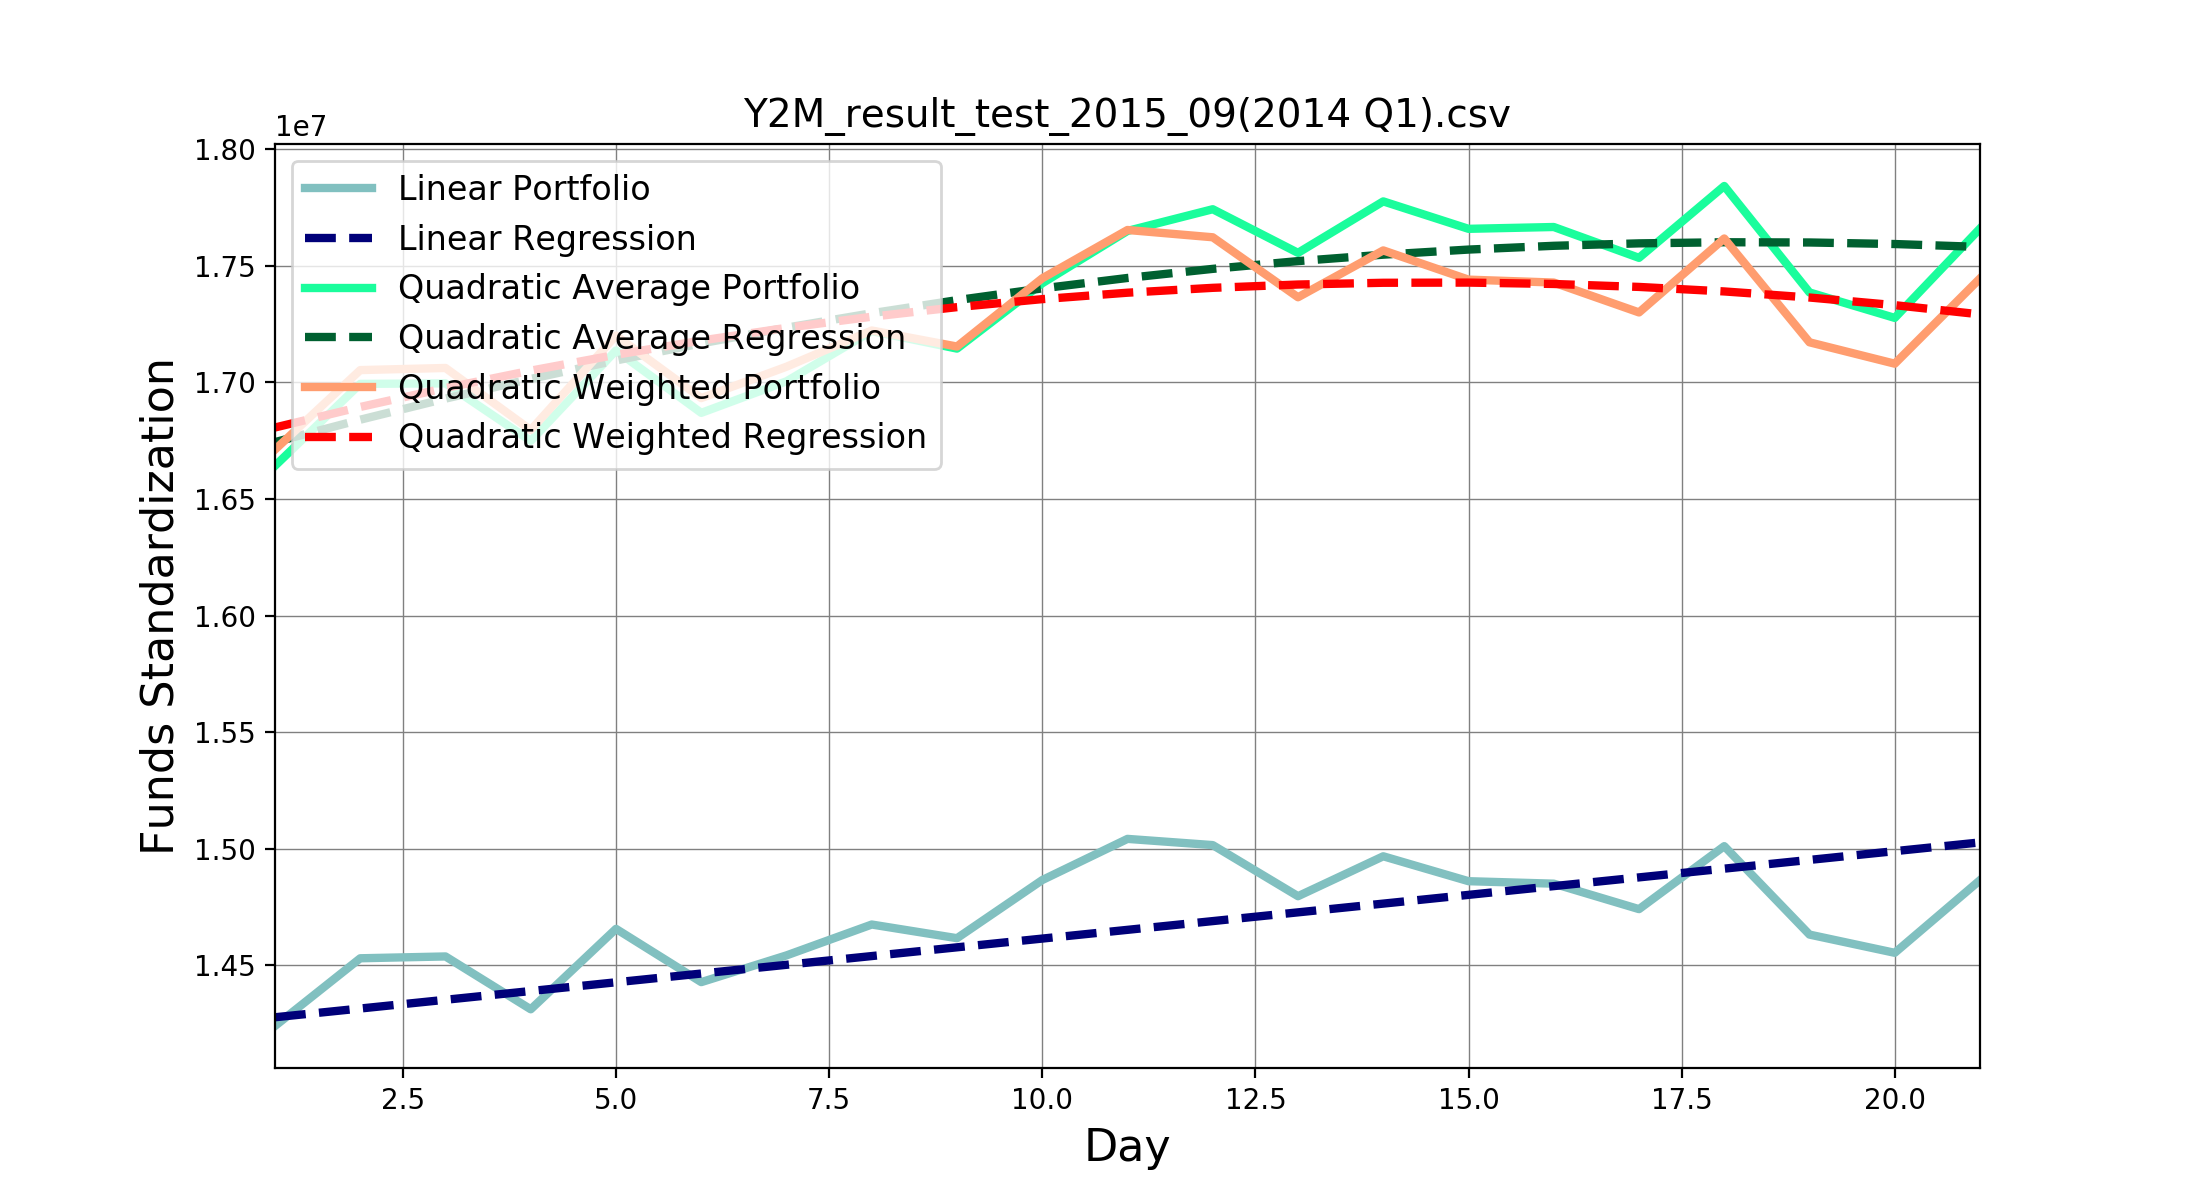 Y2M_result_test_2015_09(2014 Q1).csv
1e7
1.80
1.75
1.70
1.65
1.60
1.55
1.50
1.45
Funds Standardization
Linear Portfolio
Linear Regression
Quadratic Average Portfolio
Quadratic Average Regression
Quadratic Weighted Portfolio
Quadratic Weighted Regression
2.5 5.0 7.5 10.0 12.5 15.0 17.5 20.0
Day